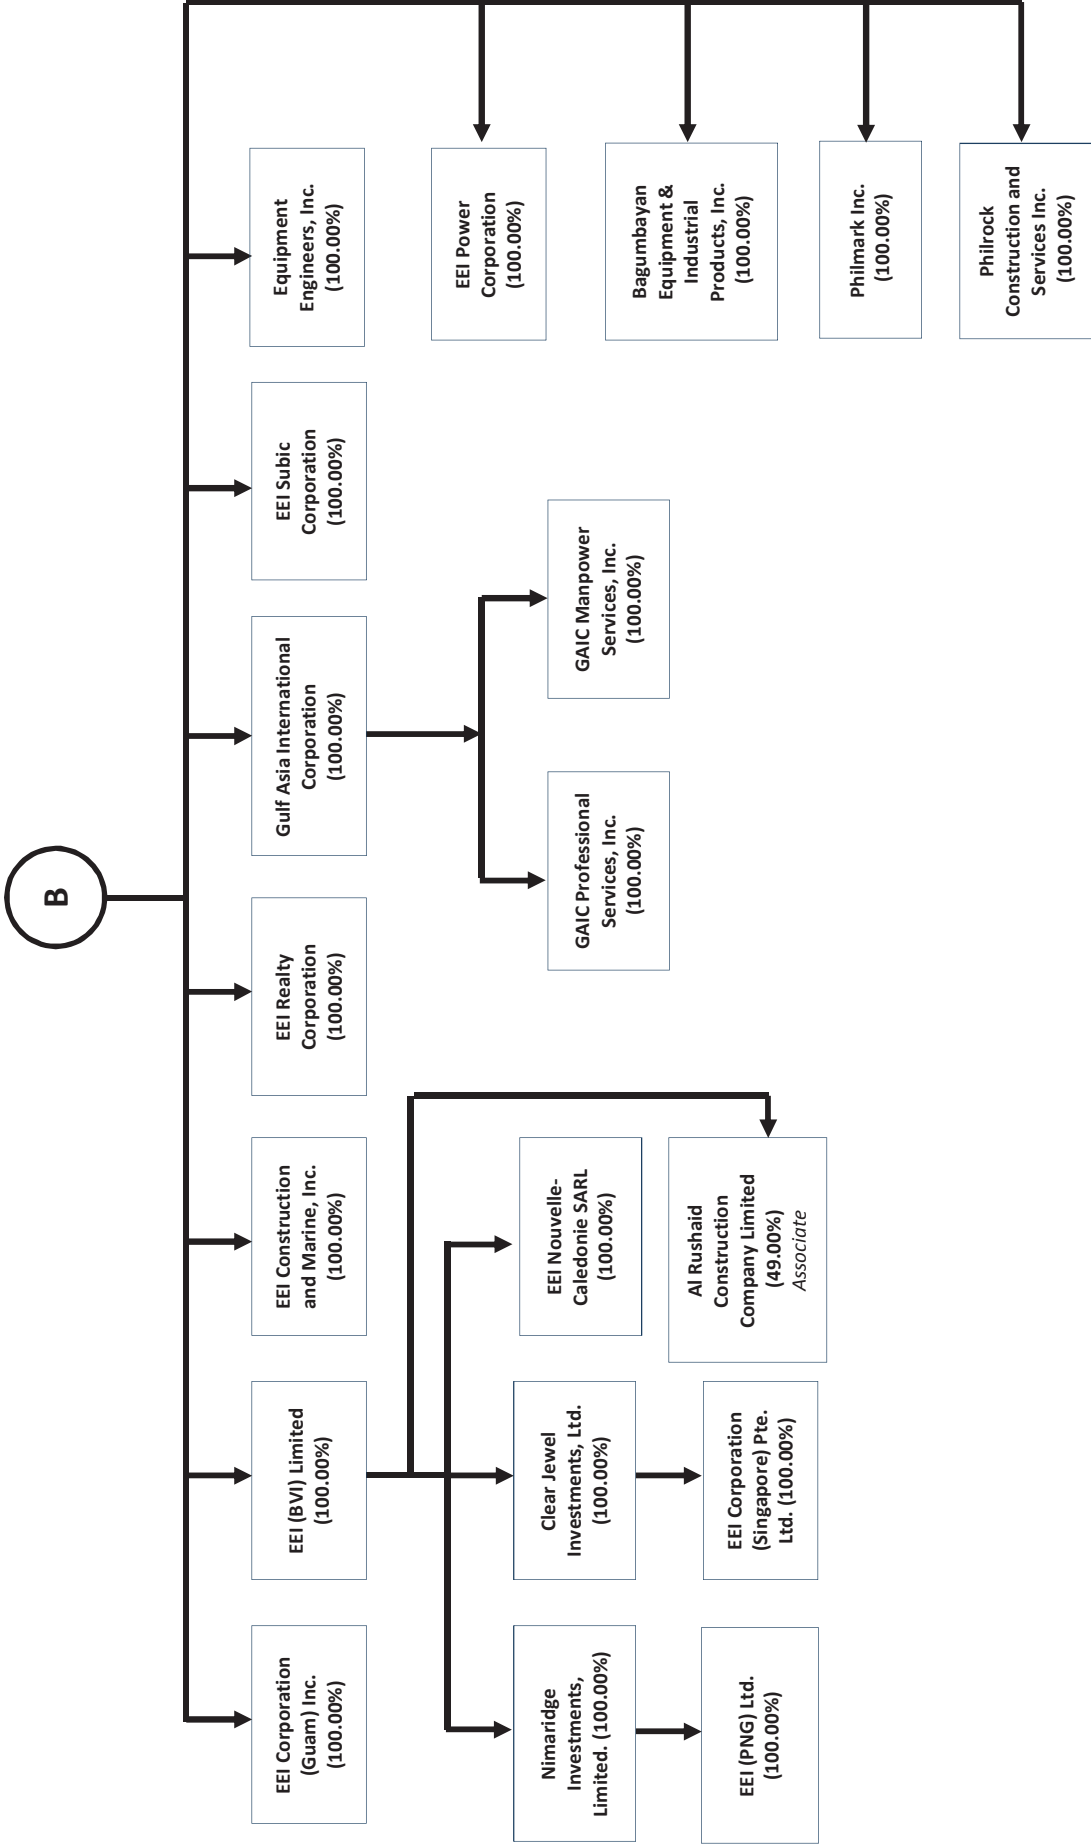 B
EEI Corporation
(Guam) Inc.
(100.00%)
EEI (BVI) Limited
(100.00%)
EEI Construction
and Marine, Inc.
(100.00%)
EEI Realty
Corporation
(100.00%)
Gulf Asia International
Corporation
(100.00%)
EEI Subic
Corporation
(100.00%)
Equipment
Engineers, Inc.
(100.00%)
EEI Power
Corporation
(100.00%)
Nimaridge
Investments,
Limited. (100.00%)
Clear Jewel
Investments, Ltd.
(100.00%)
EEI Nouvelle-
Caledonie SARL
(100.00%)
GAIC Professional
Services, Inc.
(100.00%)
GAIC Manpower
Services, Inc.
(100.00%)
Bagumbayan
Equipment &
Industrial
Products, Inc.
(100.00%)
EEI (PNG) Ltd.
(100.00%)
EEI Corporation
(Singapore) Pte.
Ltd. (100.00%)
Al Rushaid
Construction
Company Limited
(49.00%)
Associate
Philmark Inc.
(100.00%)
Philrock
Construction and
Services Inc.
(100.00%)